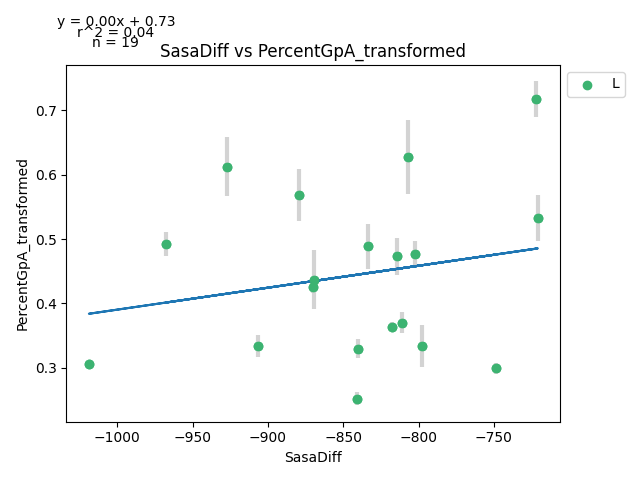 y = 0.00x + 0.73
r^2 = 0.04
n = 19
SasaDiff vs PercentGpA_transformed
L
PercentGpA_transformed
0.7
0.6
0.5
0.4
0.3
−1000 −950 −900 −850 −800 −750
SasaDiff